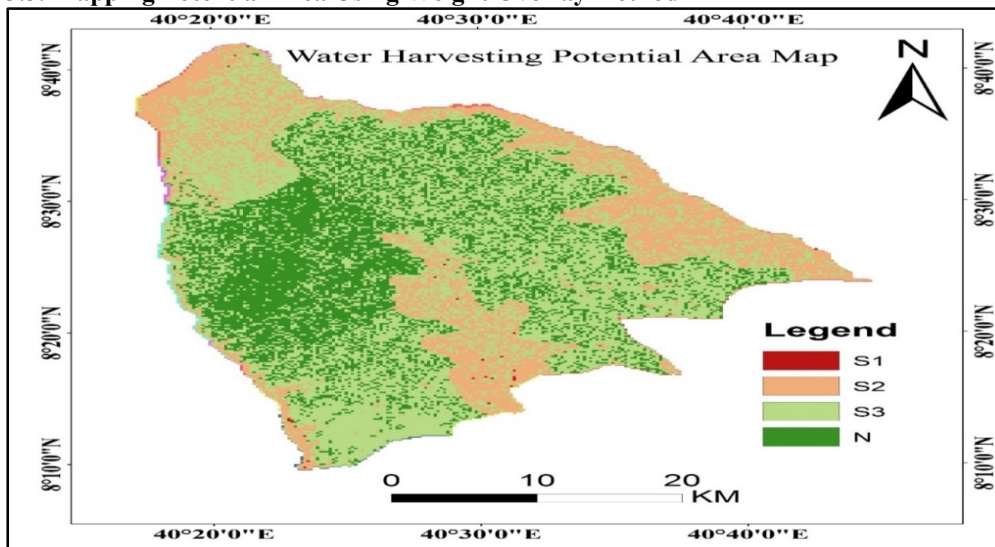 40°20'0"E 40°30'0"E 40°40'0"E
Water Harvesting Potential Area Map
N
8°40'0"N 8°40'0"N
8°30'0"N 8°30'0"N
8°20'0"N 8°20'0"N
8°10'0"N 8°10'0"N
Legend
S1
S2
S3
N
0 10 20
KM
40°20'0"E 40°30'0"E 40°40'0"E